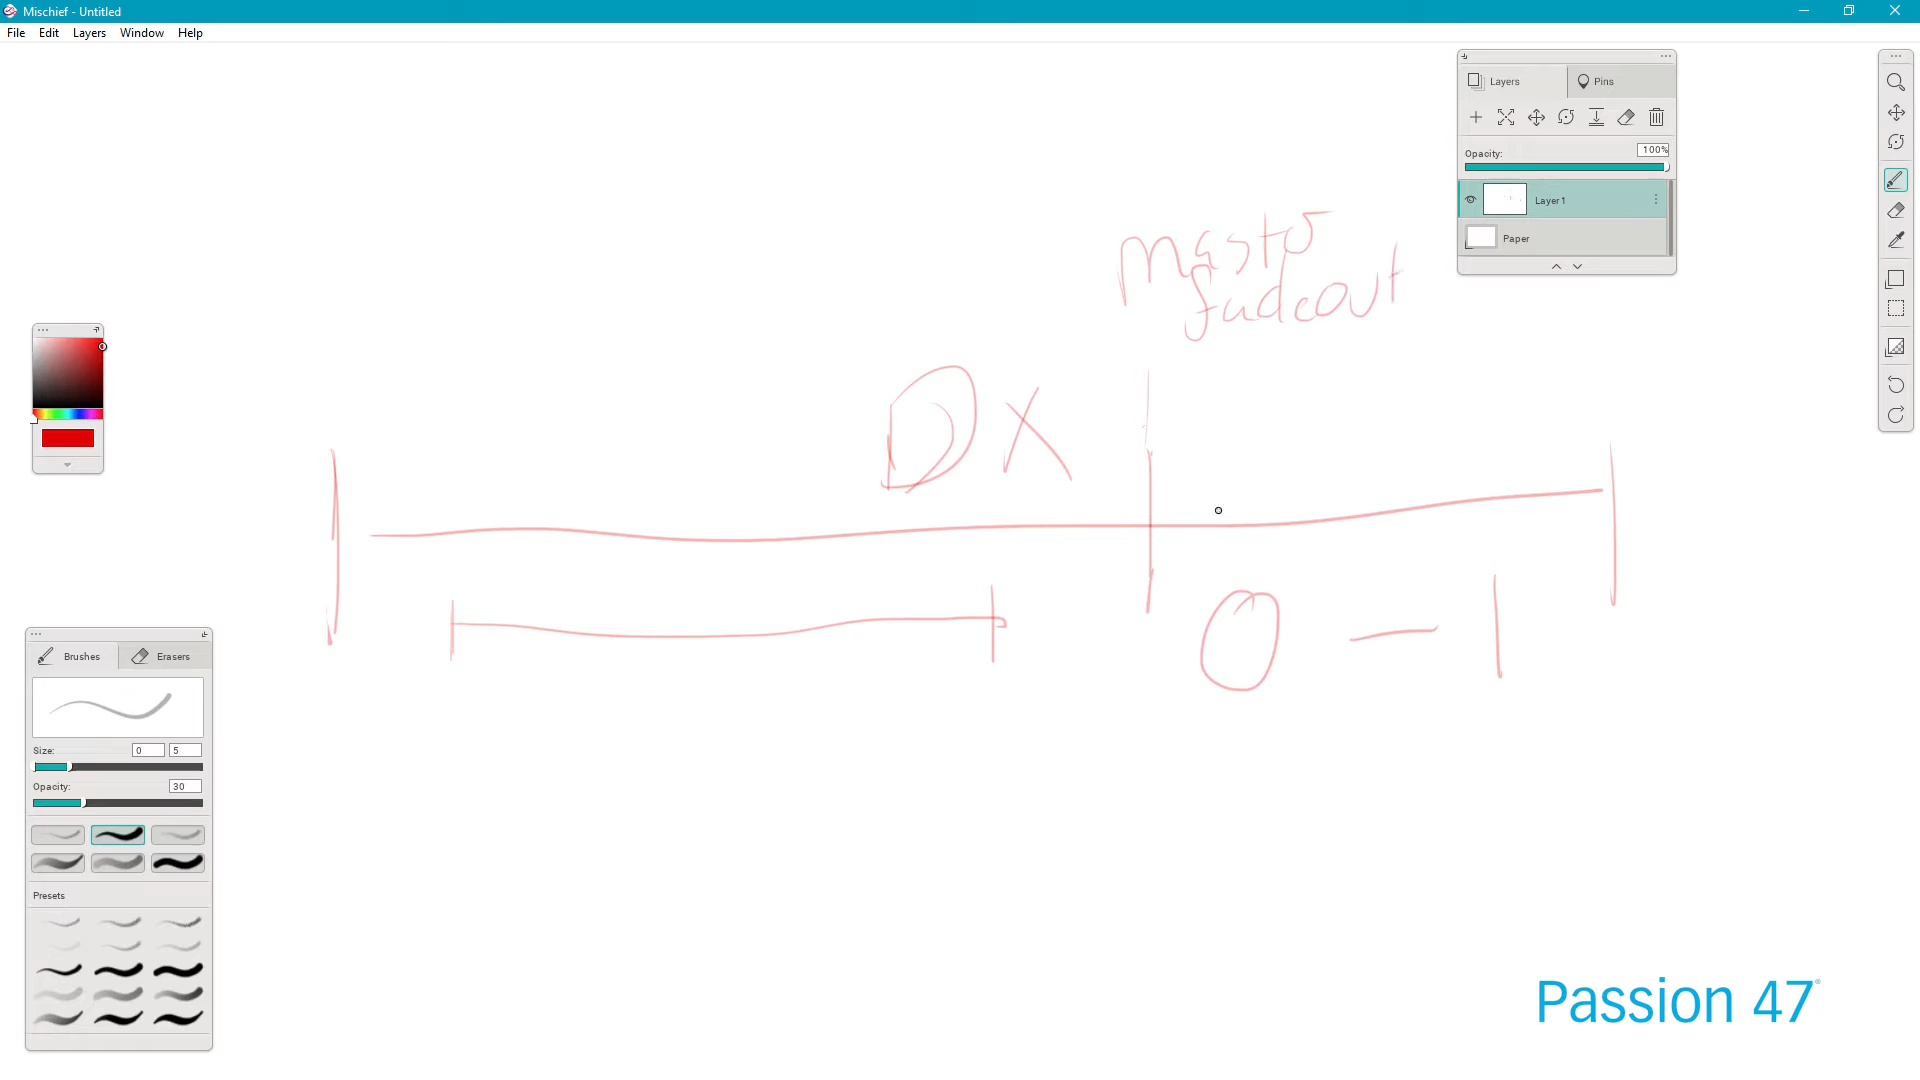 Mischief - Untitled
File Edit Layers Window Help
Layers Pins
Opacity: 100%
Layer 1
Paper
fadeout
DX
0 - 1
Brushes Erasers
Size: 0 5
Opacity: 30
Presets
Passion 47